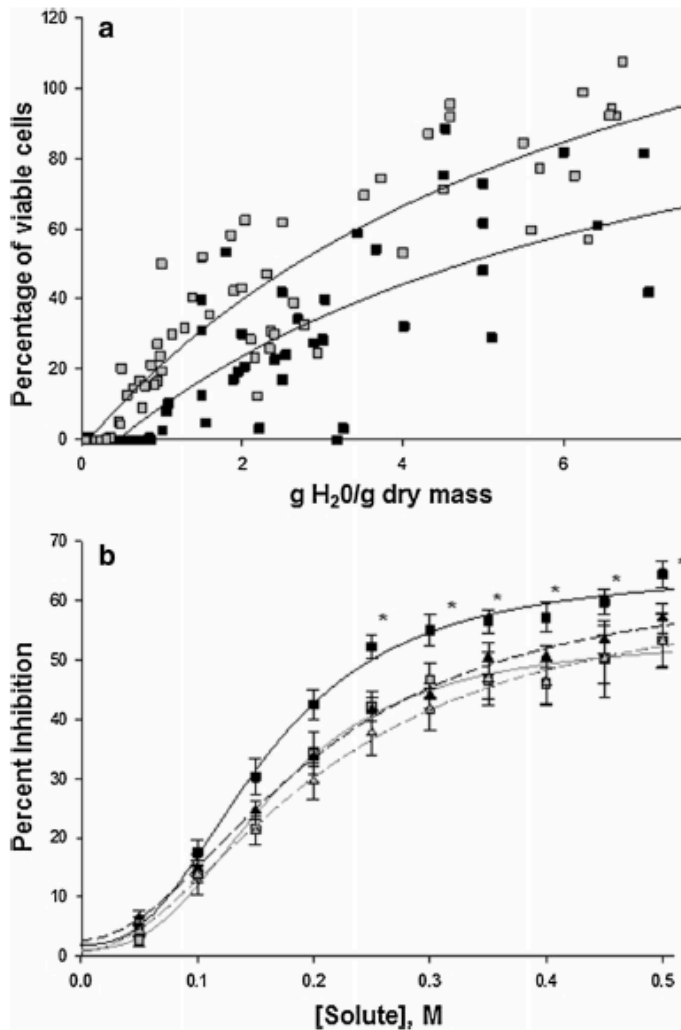 a
120
100
80
60
40
20
0
Percentage of viable cells
0 2 4 6
g H₂0/g dry mass
b
70
60
50
40
30
20
10
0
Percent Inhibition
* * * * * *
0.0 0.1 0.2 0.3 0.4 0.5
[Solute], M